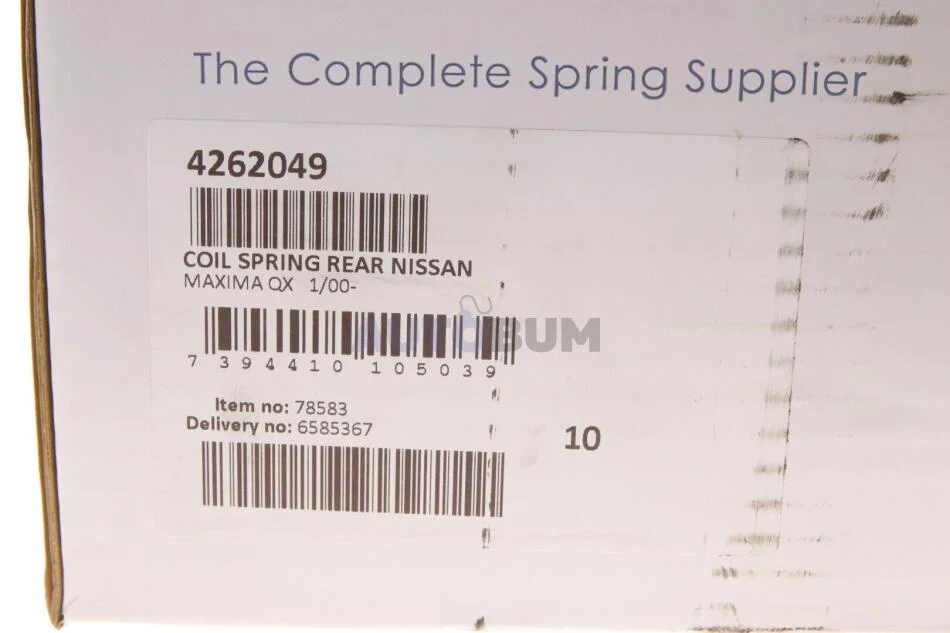 The Complete Spring Supplier
4262049
COIL SPRING REAR NISSAN
MAXIMA QX 1/00-
AUTOBUM
7 394410 105039
Item no: 78583
Delivery no: 6585367
10